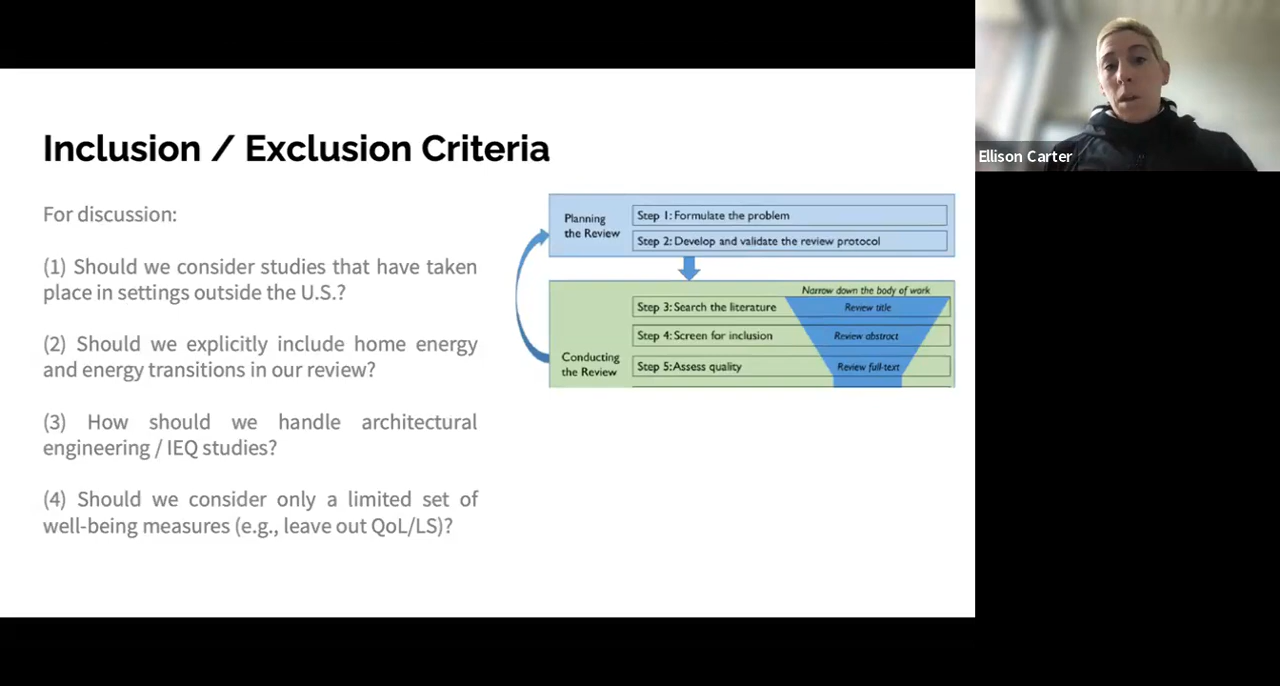 Inclusion / Exclusion Criteria
For discussion:
(1) Should we consider studies that have taken
place in settings outside the U.S.?
(2) Should we explicitly include home energy
and energy transitions in our review?
(3) How should we handle architectural
engineering / IEQ studies?
(4) Should we consider only a limited set of
well-being measures (e.g., leave out QoL/LS)?
Planning
the Review
Step 1: Formulate the problem
Step 2: Develop and validate the review protocol
Narrow down the body of work
Step 3: Search the literature
Review title
Step 4: Screen for inclusion
Review abstract
Conducting
the Review
Step 5: Assess quality
Review full-text
Ellison Carter